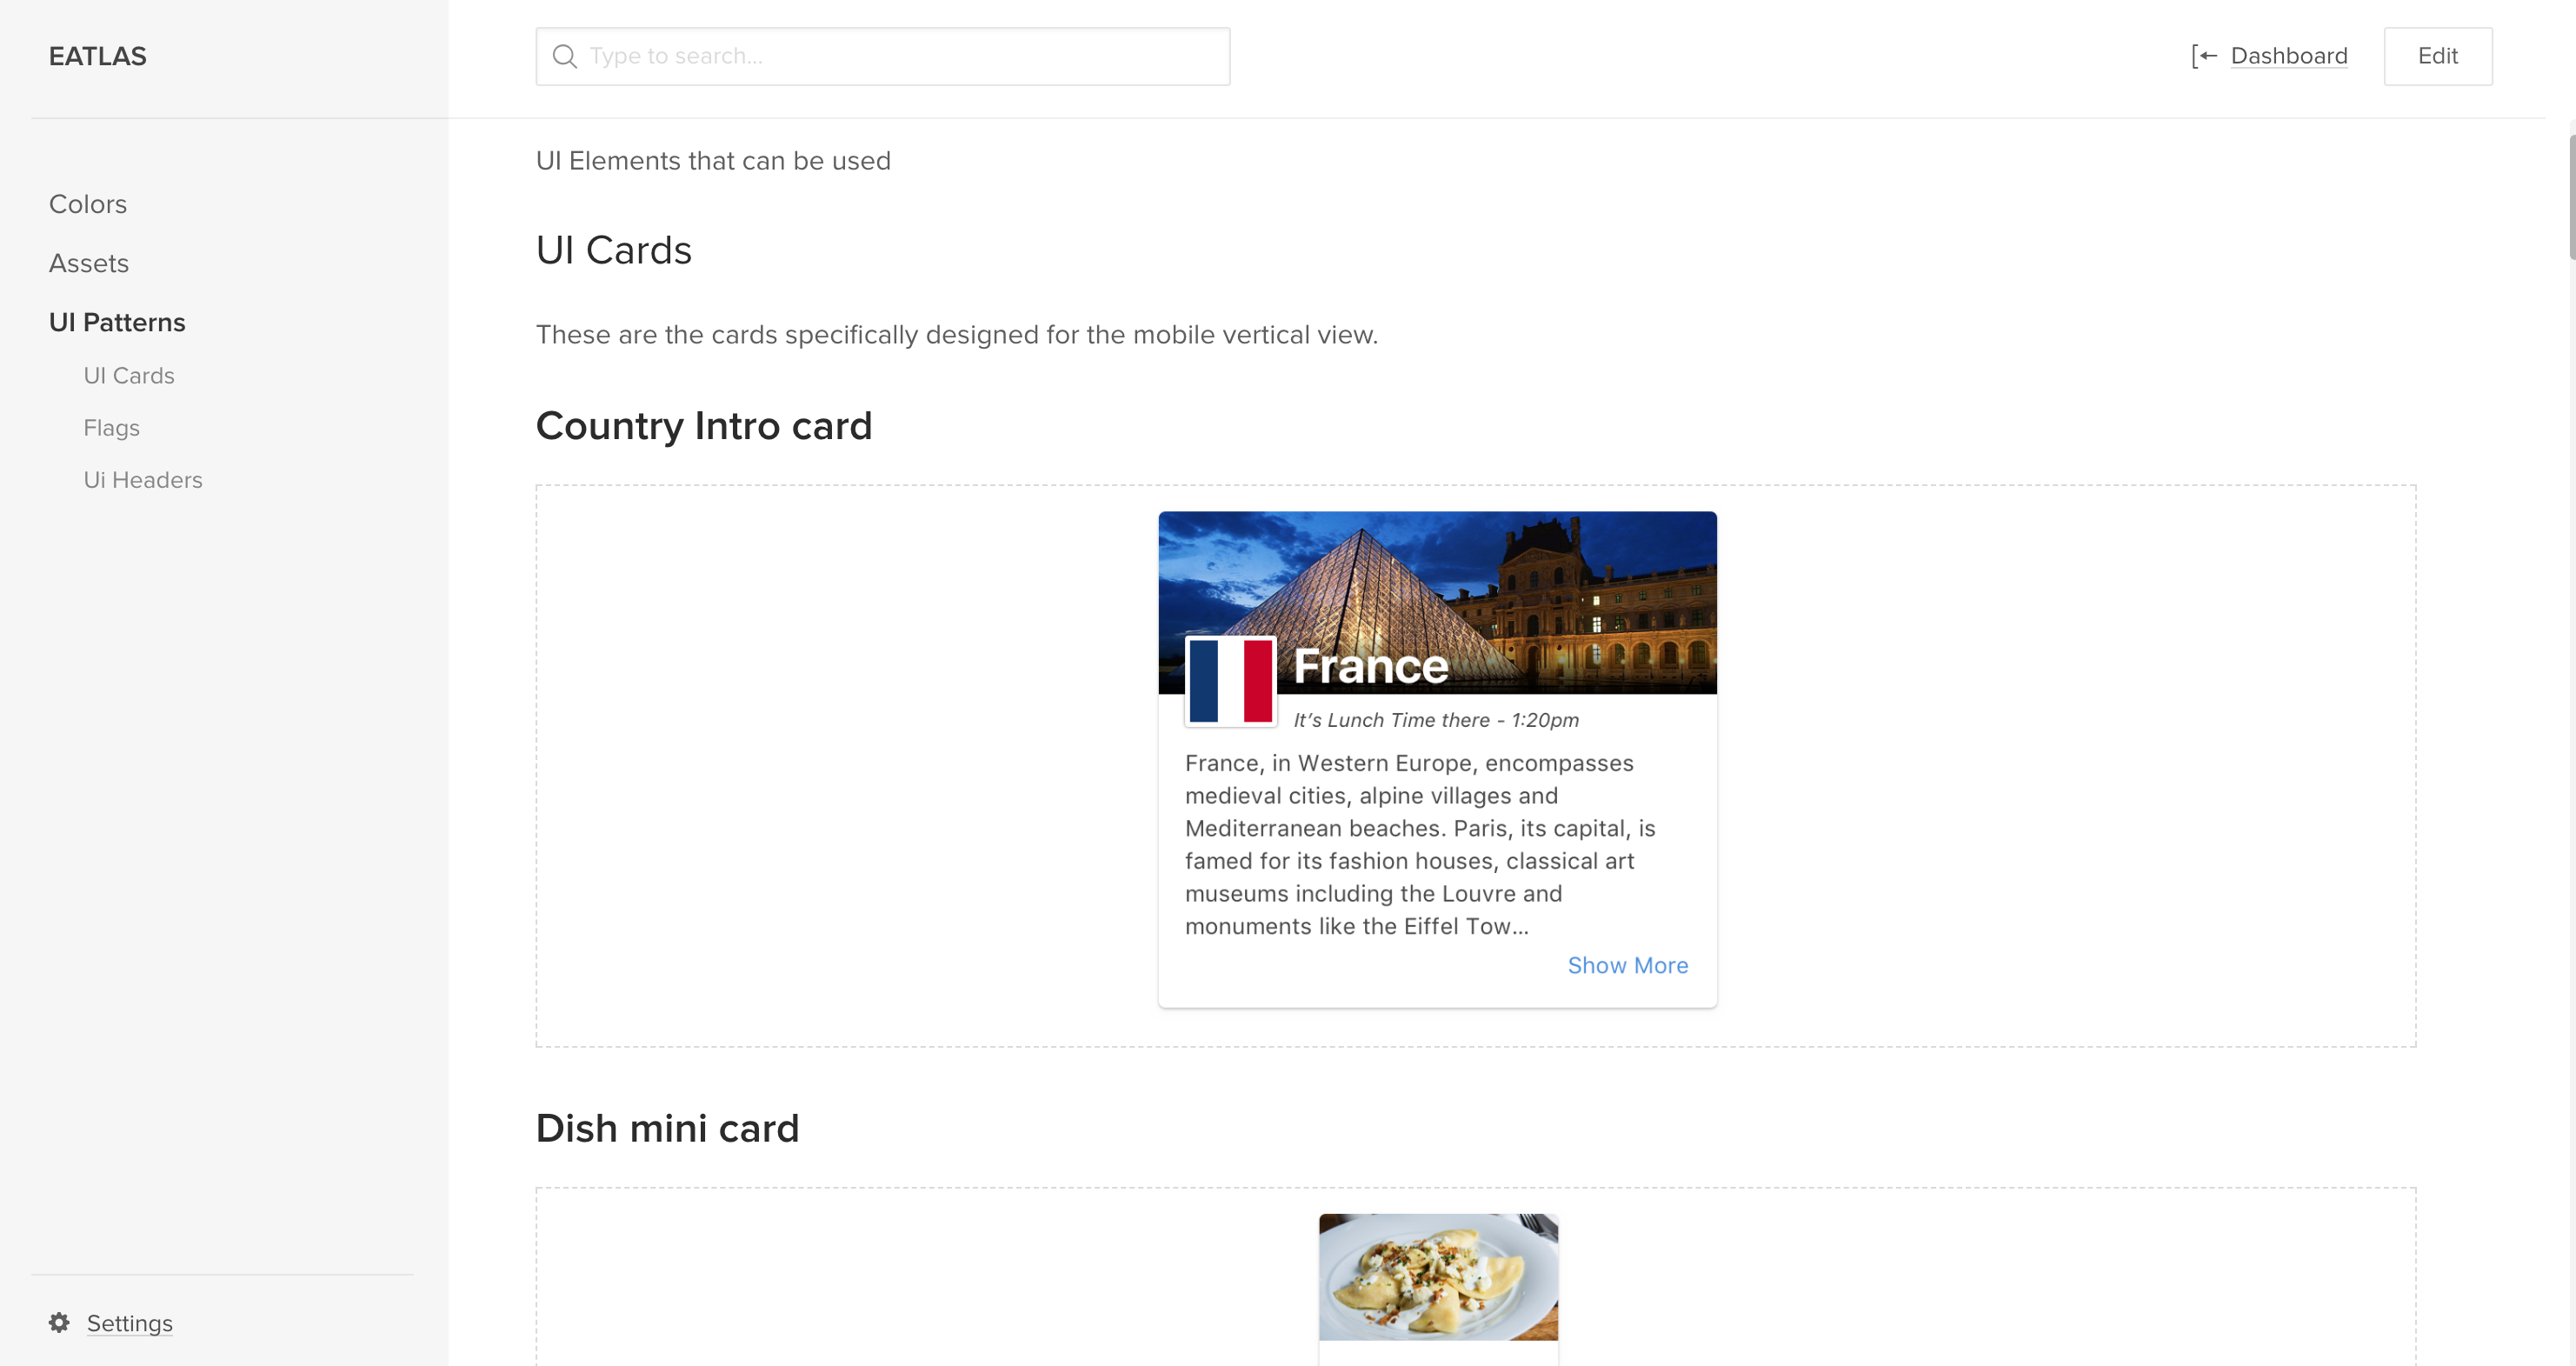 EATLAS
Type to search...
Dashboard
Edit
Colors
Assets
UI Patterns
UI Cards
Flags
Ui Headers
Settings
UI Elements that can be used
UI Cards
These are the cards specifically designed for the mobile vertical view.
Country Intro card
France
It's Lunch Time there - 1:20pm
France, in Western Europe, encompasses
medieval cities, alpine villages and
Mediterranean beaches. Paris, its capital, is
famed for its fashion houses, classical art
museums including the Louvre and
monuments like the Eiffel Tow...
Show More
Dish mini card